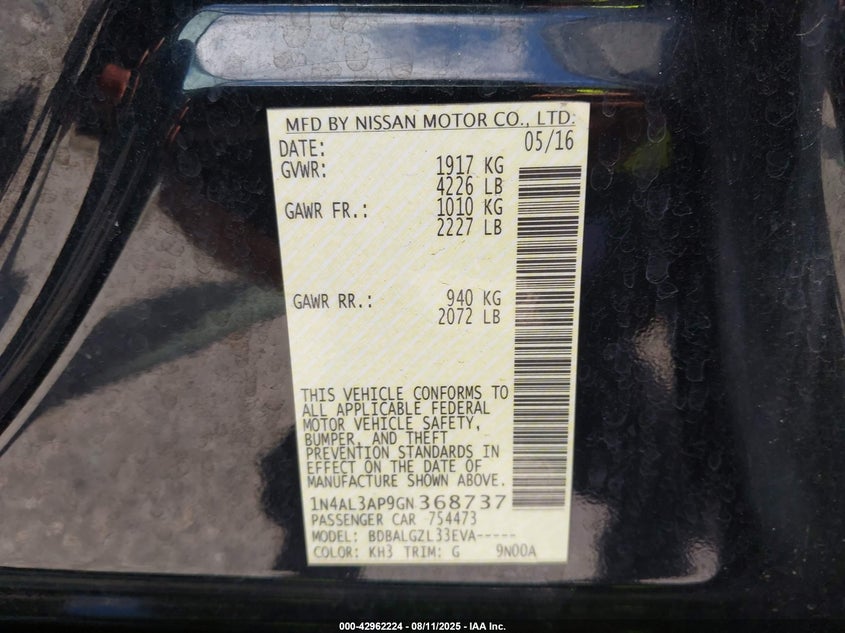 MFD BY NISSAN MOTOR CO., LTD.
DATE: 05/16
GVWR: 1917 KG
4226 LB
GAWR FR.: 1010 KG
2227 LB
GAWR RR.: 940 KG
2072 LB
THIS VEHICLE CONFORMS TO
ALL APPLICABLE FEDERAL
MOTOR VEHICLE SAFETY,
BUMPER, AND THEFT
PREVENTION STANDARDS IN
EFFECT ON THE DATE OF
MANUFACTURE SHOWN ABOVE.
1N4AL3AP9GN368737
PASSENGER CAR 754473
MODEL: BDBALGZL33EVA-----
COLOR: KH3 TRIM: G 9N00A
000-42962224 - 08/11/2025 - IAA Inc.